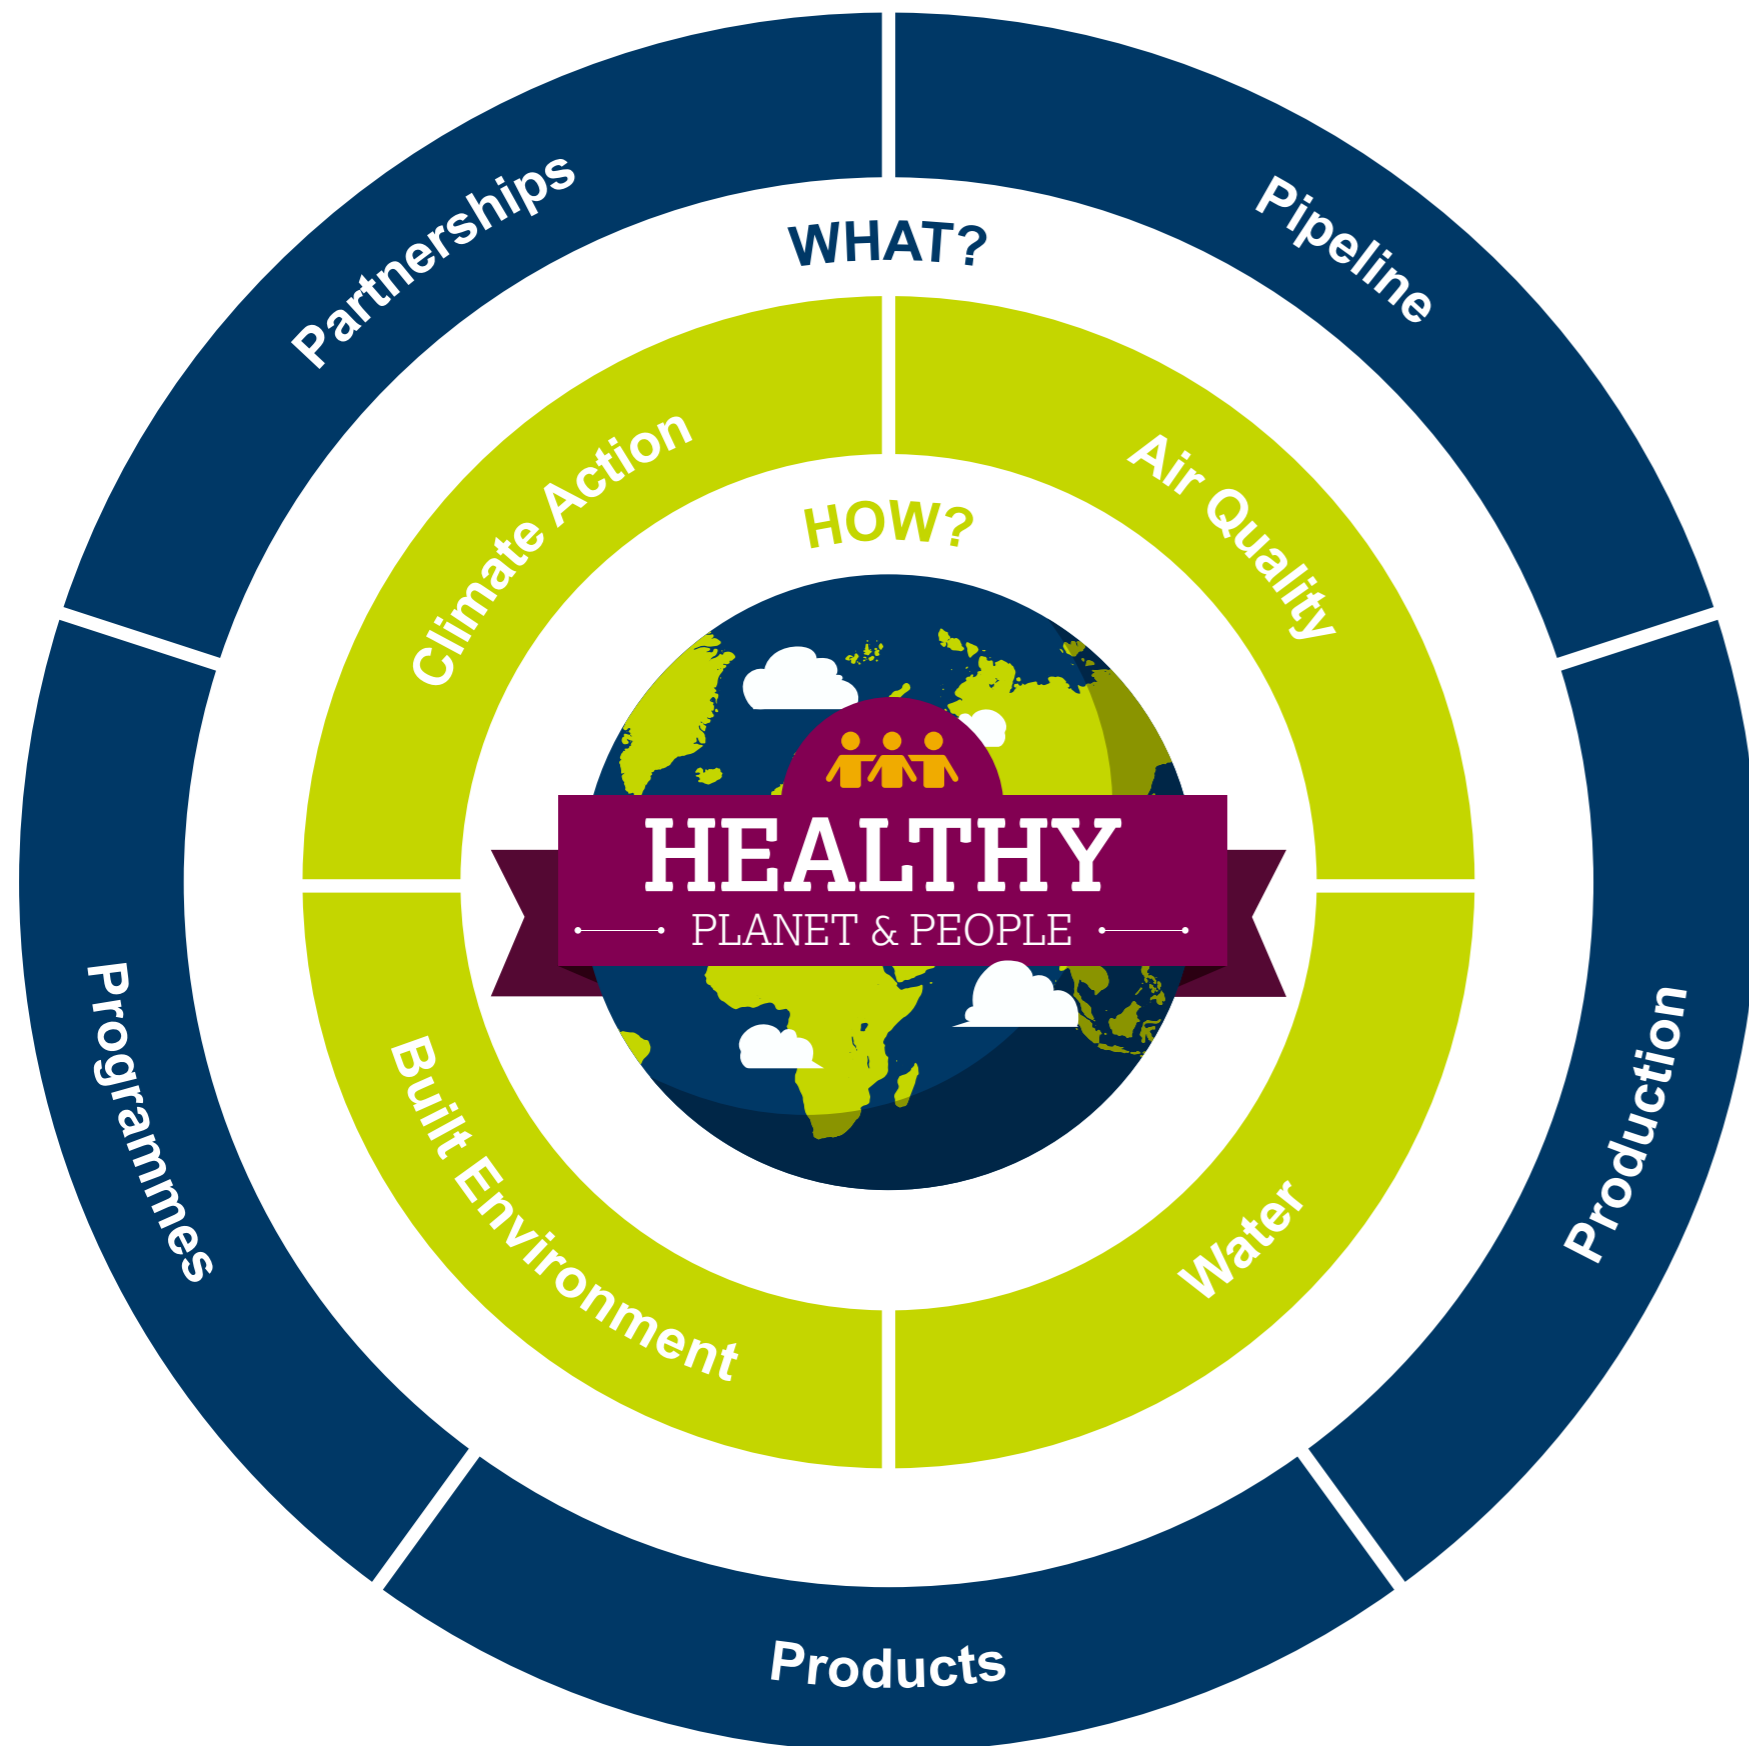 Partnerships
Pipeline
WHAT?
Climate Action
Air Quality
HOW?
HEALTHY
PLANET & PEOPLE
Programmes
Built Environment
Water
Production
Products